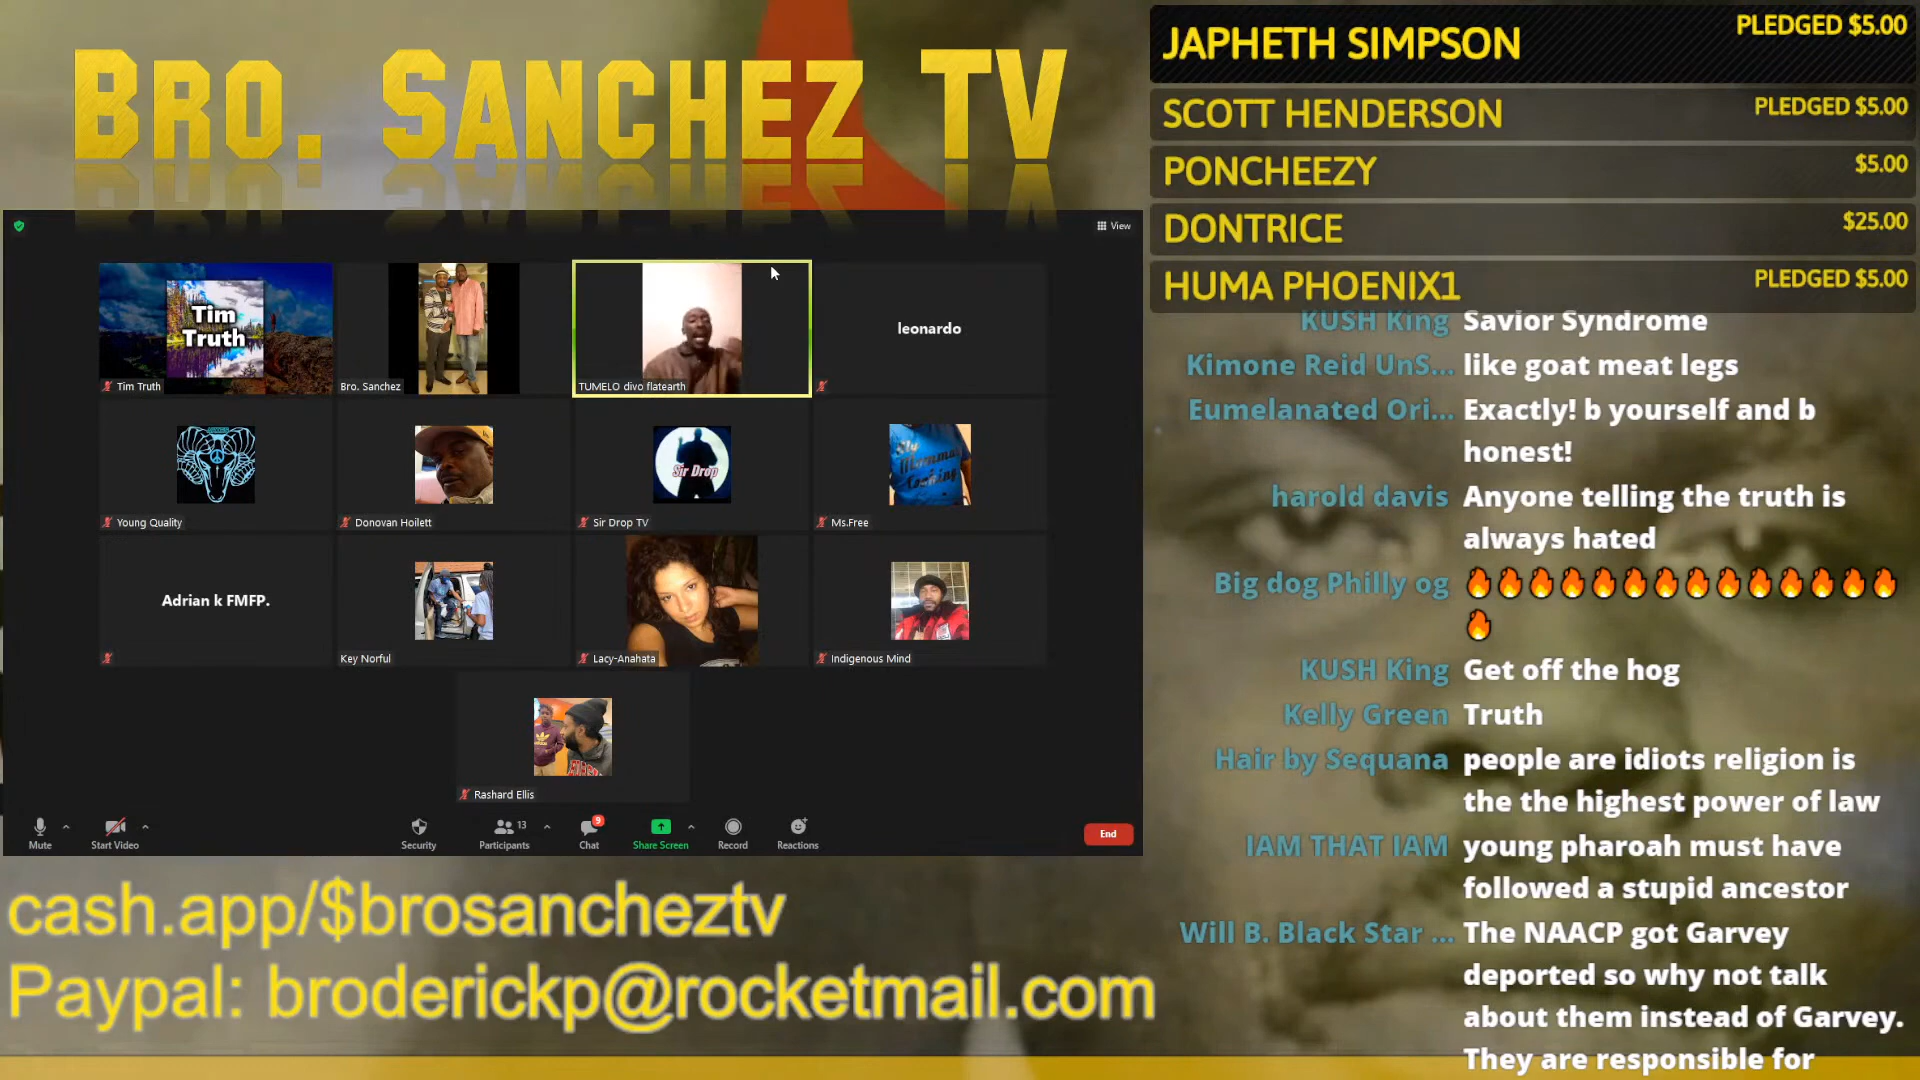 BRO. SANCHEZ TV
JAPHETH SIMPSON
PLEDGED $5.00
SCOTT HENDERSON
PLEDGED $5.00
PONCHEEZY
$5.00
DONTRICE
$25.00
HUMA PHOENIX1
PLEDGED $5.00
View
Tim
Truth
Tim Truth
Bro. Sanchez
TUMELO divo flatearth
leonardo
Young Quality
Donovan Hoilett
Sir Drop
Sir Drop TV
Ms.Free
Adrian k FMFP.
Key Norful
Lacy-Anahata
Indigenous Mind
Rashard Ellis
Mute
Start Video
Security
13
Participants
9
Chat
Share Screen
Record
Reactions
End
cash.app/$brosancheztv
Paypal: broderickp@rocketmail.com
KUSH King Savior Syndrome
Kimone Reid UnS... like goat meat legs
Eumelanated Ori... Exactly! b yourself and b
honest!
harold davis Anyone telling the truth is
always hated
Big dog Philly og 🔥🔥🔥🔥🔥🔥🔥🔥🔥🔥🔥🔥🔥🔥
🔥
KUSH King Get off the hog
Kelly Green Truth
Hair by Sequana people are idiots religion is
the the highest power of law
IAM THAT IAM young pharoah must have
followed a stupid ancestor
Will B. Black Star ... The NAACP got Garvey
deported so why not talk
about them instead of Garvey.
They are responsible for